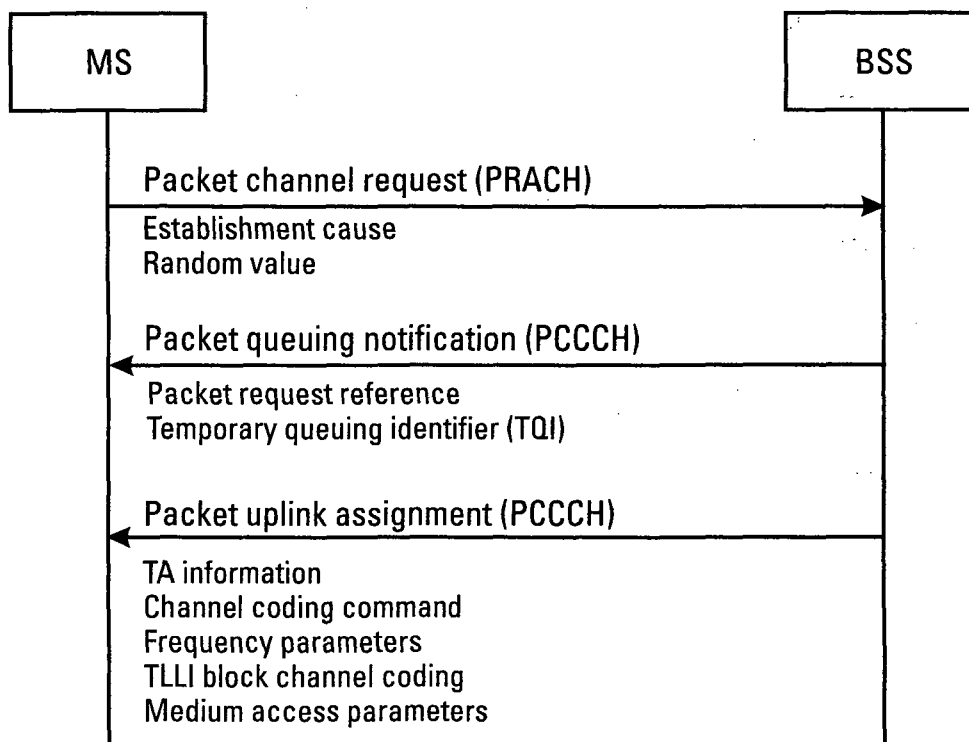 MS
BSS
Packet channel request (PRACH)
Establishment cause
Random value
Packet queuing notification (PCCCH)
Packet request reference
Temporary queuing identifier (TQI)
Packet uplink assignment (PCCCH)
TA information
Channel coding command
Frequency parameters
TLLI block channel coding
Medium access parameters